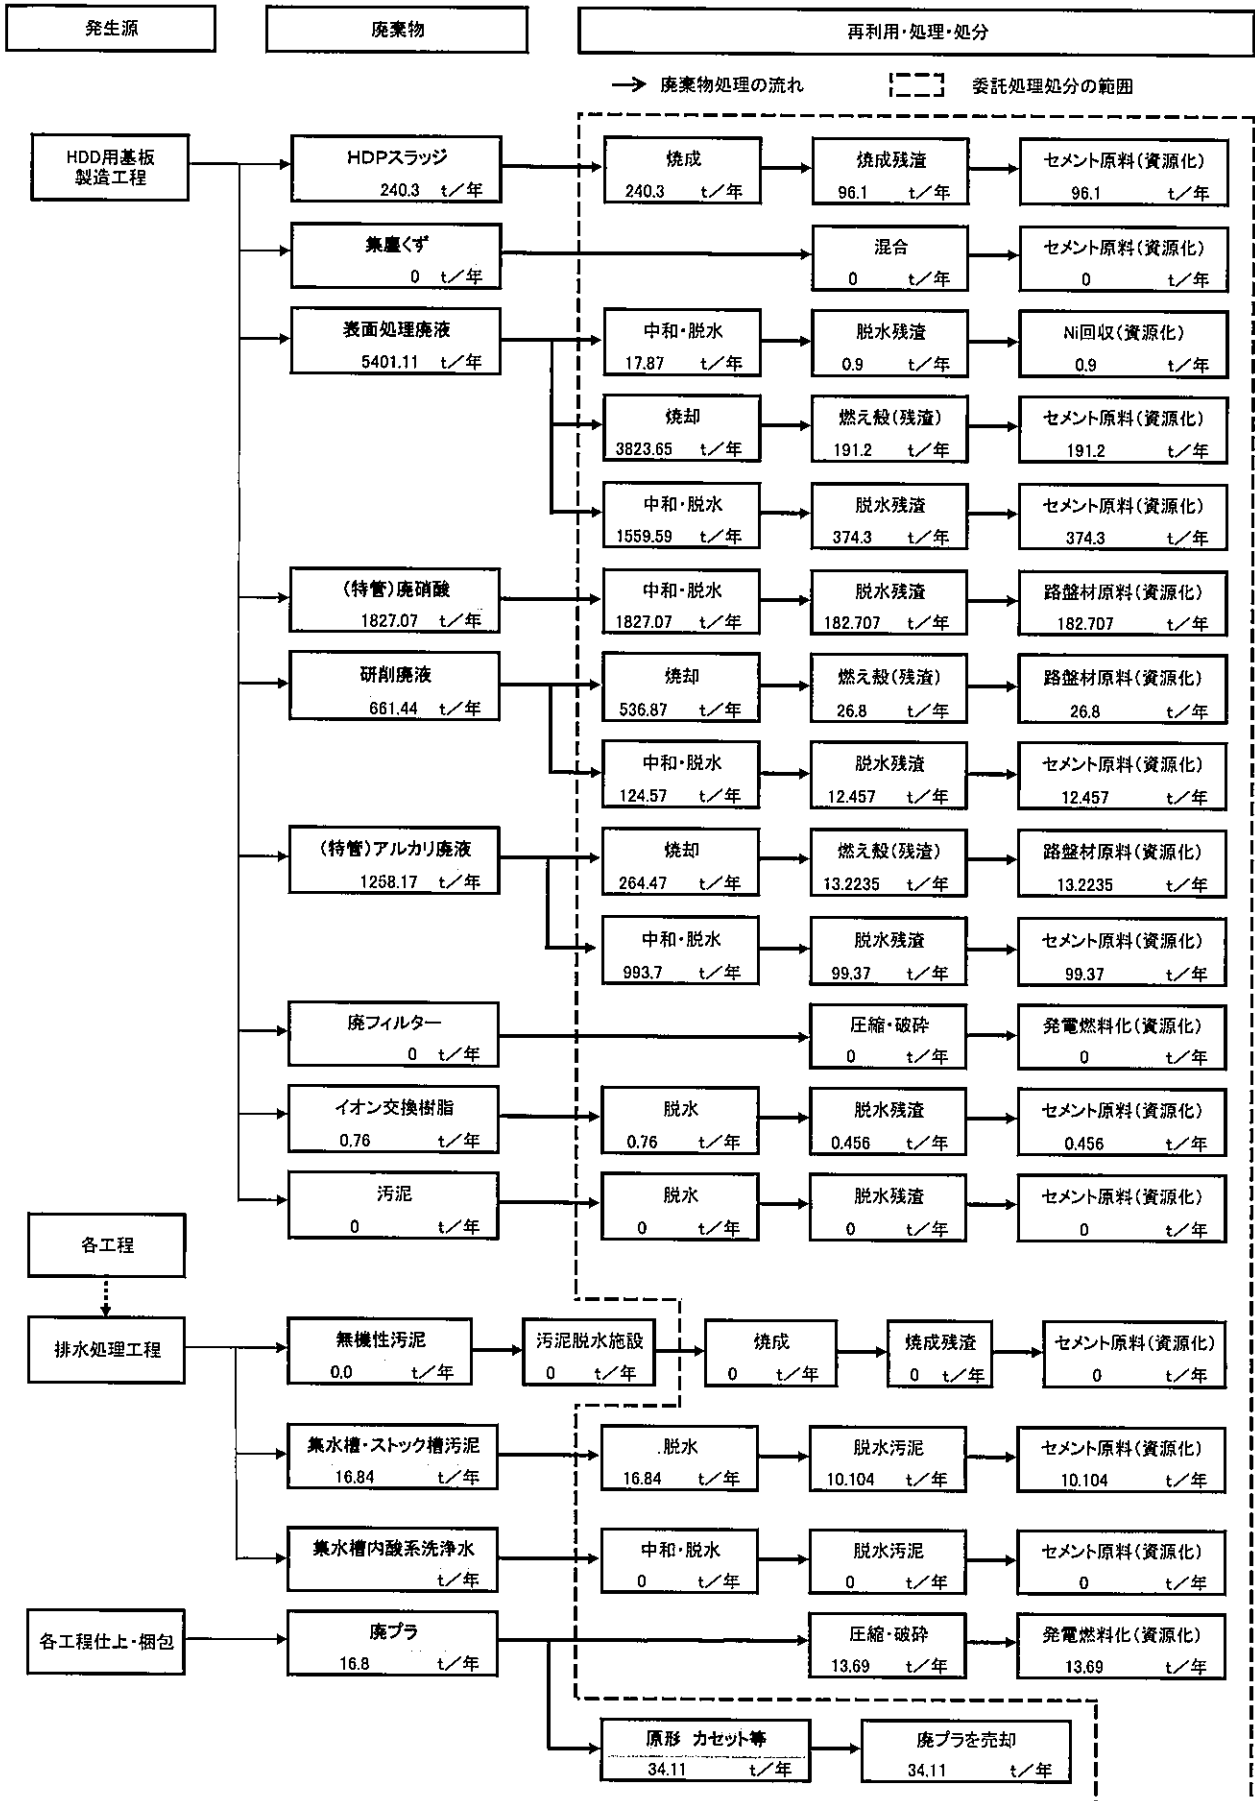 発生源
廃棄物
再利用・処理・処分
廃棄物処理の流れ
委託処理処分の範囲
HDD用基板
製造工程
HDPスラッジ
240.3 t/年
焼成
240.3 t/年
焼成残渣
96.1 t/年
セメント原料(資源化)
96.1 t/年
集塵くず
0 t/年
混合
0 t/年
セメント原料(資源化)
0 t/年
表面処理廃液
5401.11 t/年
中和・脱水
17.87 t/年
脱水残渣
0.9 t/年
Ni回収(資源化)
0.9 t/年
焼却
3823.65 t/年
燃え殻(残渣)
191.2 t/年
セメント原料(資源化)
191.2 t/年
中和・脱水
1559.59 t/年
脱水残渣
374.3 t/年
セメント原料(資源化)
374.3 t/年
(特管)廃硝酸
1827.07 t/年
中和・脱水
1827.07 t/年
脱水残渣
182.707 t/年
路盤材原料(資源化)
182.707 t/年
研削廃液
661.44 t/年
焼却
536.87 t/年
燃え殻(残渣)
26.8 t/年
路盤材原料(資源化)
26.8 t/年
中和・脱水
124.57 t/年
脱水残渣
12.457 t/年
セメント原料(資源化)
12.457 t/年
(特管)アルカリ廃液
1258.17 t/年
焼却
264.47 t/年
燃え殻(残渣)
13.2235 t/年
路盤材原料(資源化)
13.2235 t/年
中和・脱水
993.7 t/年
脱水残渣
99.37 t/年
セメント原料(資源化)
99.37 t/年
廃フィルター
0 t/年
圧縮・破砕
0 t/年
発電燃料化(資源化)
0 t/年
イオン交換樹脂
0.76 t/年
脱水
0.76 t/年
脱水残渣
0.456 t/年
セメント原料(資源化)
0.456 t/年
汚泥
0 t/年
脱水
0 t/年
脱水残渣
0 t/年
セメント原料(資源化)
0 t/年
各工程
排水処理工程
無機性汚泥
0.0 t/年
汚泥脱水施設
0 t/年
焼成
0 t/年
焼成残渣
0 t/年
セメント原料(資源化)
0 t/年
集水槽・ストック槽汚泥
16.84 t/年
脱水
16.84 t/年
脱水汚泥
10.104 t/年
セメント原料(資源化)
10.104 t/年
集水槽内酸系洗浄水
t/年
中和・脱水
0 t/年
脱水汚泥
0 t/年
セメント原料(資源化)
0 t/年
各工程仕上・梱包
廃プラ
16.8 t/年
圧縮・破砕
13.69 t/年
発電燃料化(資源化)
13.69 t/年
原形 カセット等
34.11 t/年
廃プラを売却
34.11 t/年